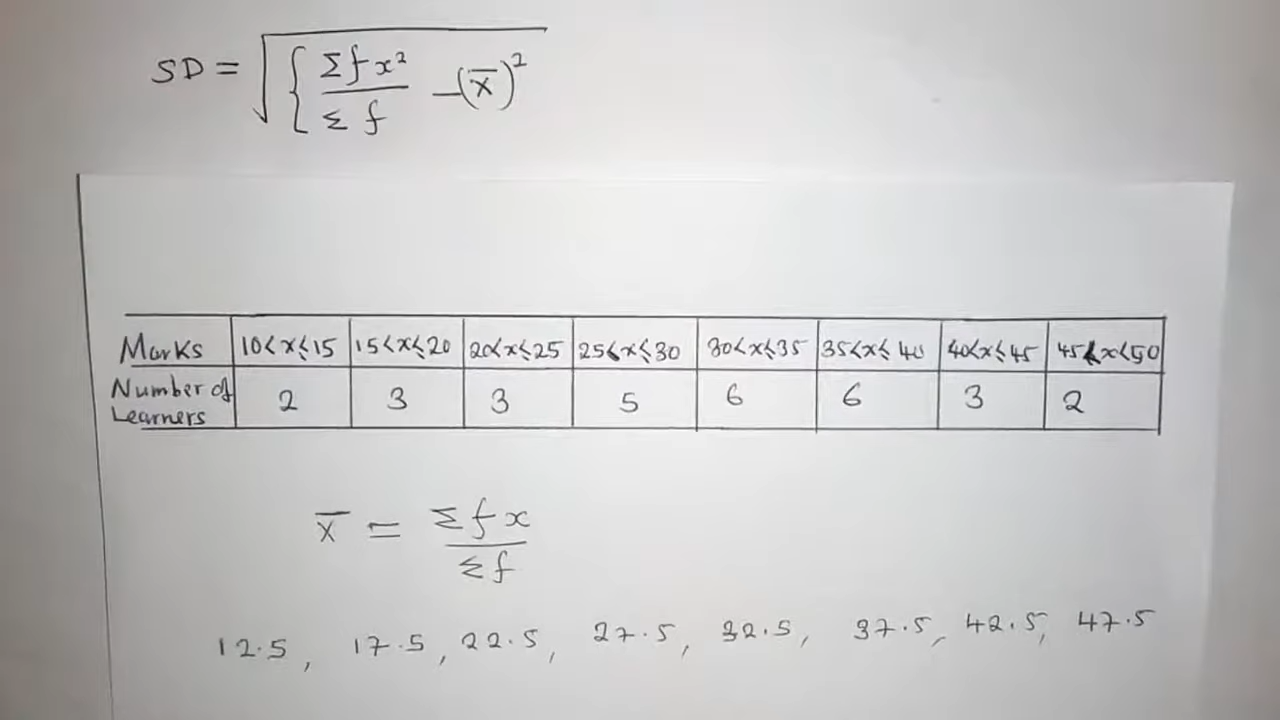 SD = √{ Σfx² / Σf − (x̄)²
Marks 10<x≤15 15<x≤20 20<x≤25 25<x≤30 30<x≤35 35<x≤40 40<x≤45 45<x<50
Number of Learners 2 3 3 5 6 6 3 2
x̄ = Σfx / Σf
12.5, 17.5, 22.5, 27.5, 32.5, 37.5, 42.5, 47.5